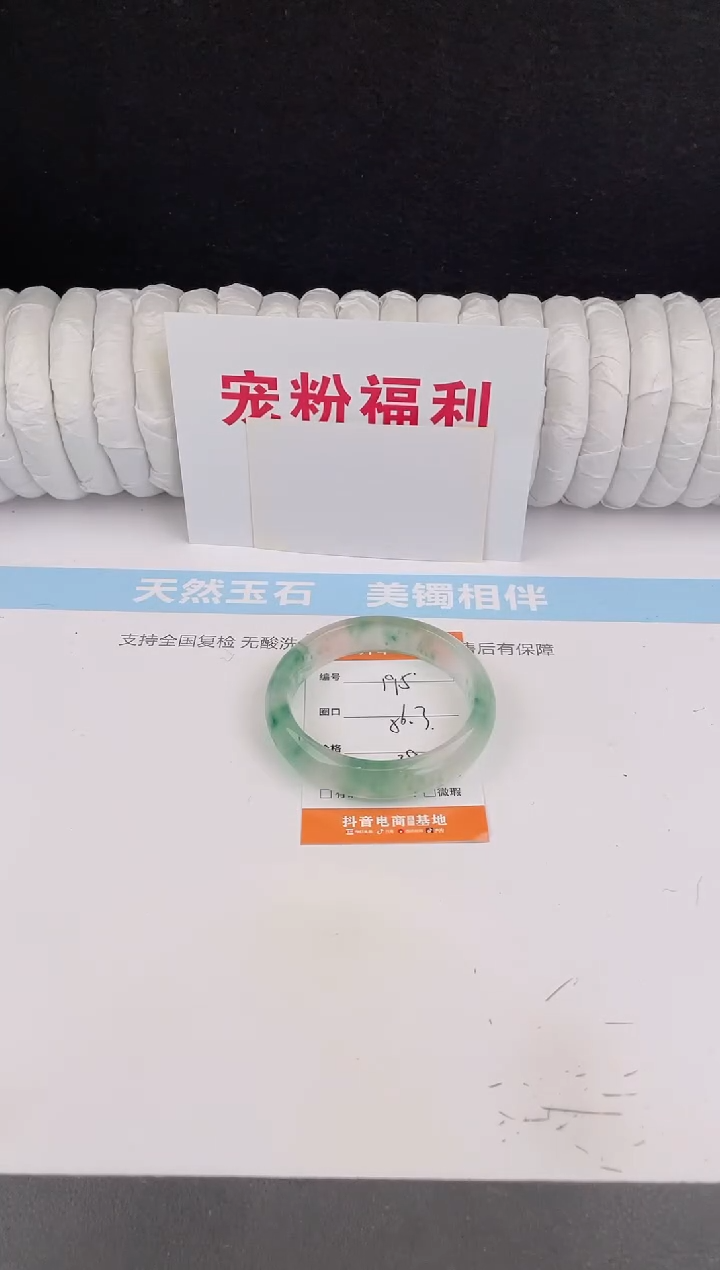 宠粉福利
天然玉石 美镯相伴
支持全国复检 无酸洗 售后有保障
编号 195
圈口 56.3
格
微瑕
抖音电商 基地